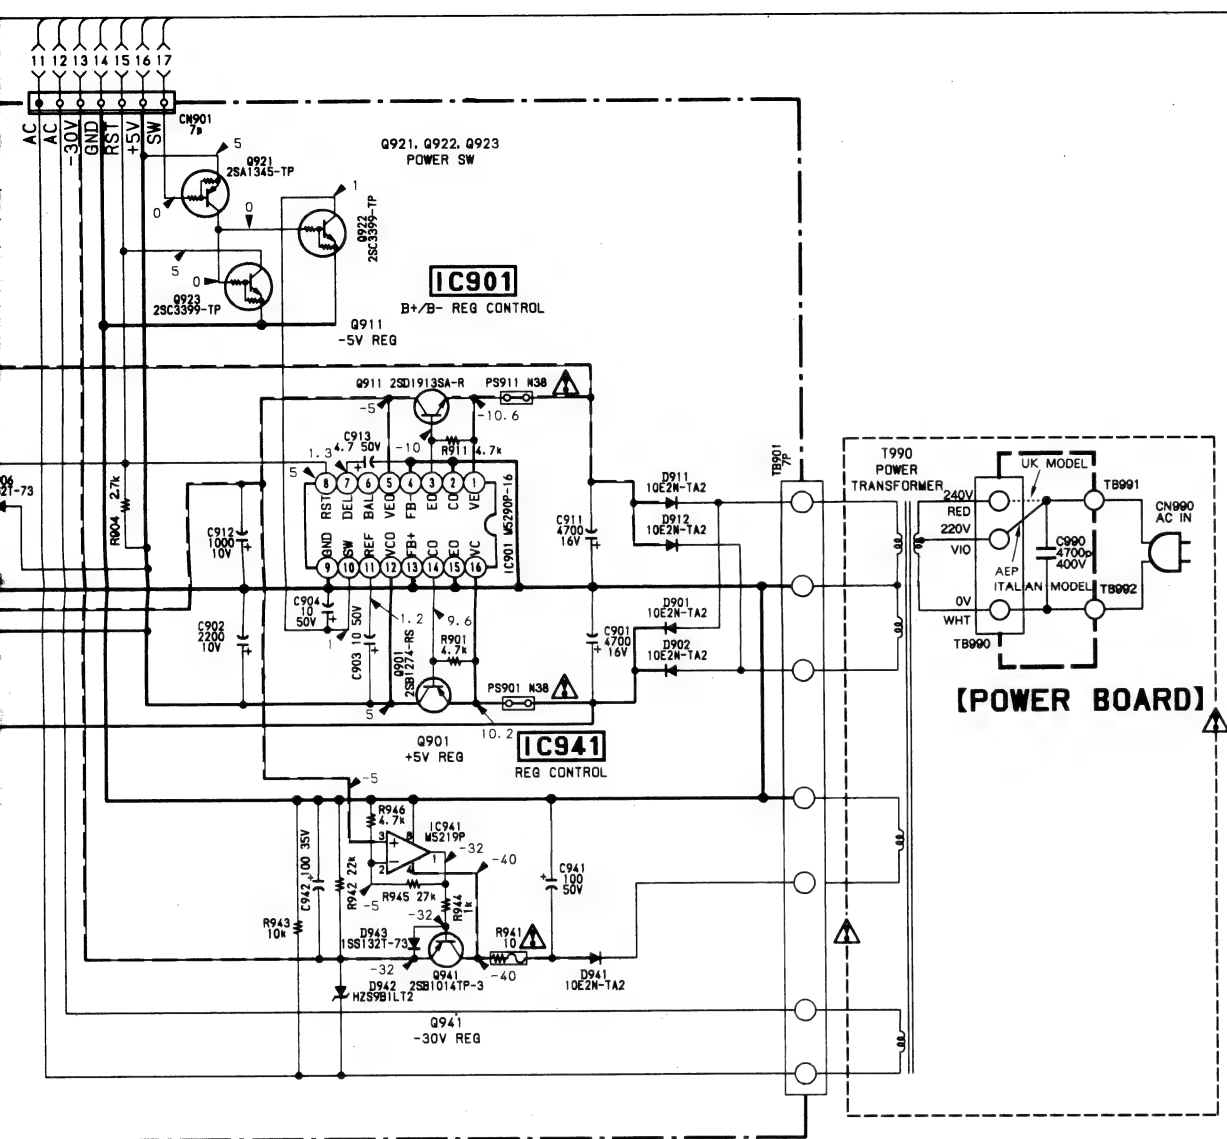 11 12 13 14 15 16 17
CN901
7p
AC
AC
-30V
GND
RST
+5V
SW
5
Q921
2SA1345-TP
Q921, Q922, Q923
POWER SW
1
0
0
Q922
2SC3399-TP
5
0
Q923
2SC3399-TP
IC901
B+/B- REG CONTROL
Q911
-5V REG
Q911 2SD1913SA-R
PS911 N38
-5
-10.6
C913
4.7 50V
-10
R911 4.7k
1.3
5
8 7 6 5 4 3 2 1
RST
DEL
BAL
VEO
FB-
EO
CO
VE
IC901 M5290P-16
GND
SW
REF
VCO
FB+
CO
EO
VC
9 10 11 12 13 14 15 16
2T-73
R904 2.7k
C912
1000
10V
C911
4700
16V
D911
10E2N-TA2
D912
10E2N-TA2
TB901
7P
T990
POWER
TRANSFORMER
240V
RED
220V
VIO
0V
WHT
TB990
UK MODEL
AEP
ITALIAN MODEL
C990
4700p
400V
TB991
TB992
CN990
AC IN
C904
10
50V
1
1.2
9.6
C902
2200
10V
C903 10 50V
Q901
2SB1274-RS
R901
4.7k
C901
4700
16V
D901
10E2N-TA2
D902
10E2N-TA2
PS901 N38
5
10.2
[POWER BOARD]
Q901
+5V REG
IC941
REG CONTROL
-5
R946
4.7k
IC941
M5219P
3
+
8
1
2
-
4
-32
-40
C942 100 35V
R942 22k
R945 27k
-5
R944
1k
C941
100
50V
R943
10k
-32
D943
1SS132T-73
R941
10
-32
-40
Q941
2SB1014TP-3
D942
HZS9B1LT2
D941
10E2N-TA2
Q941
-30V REG